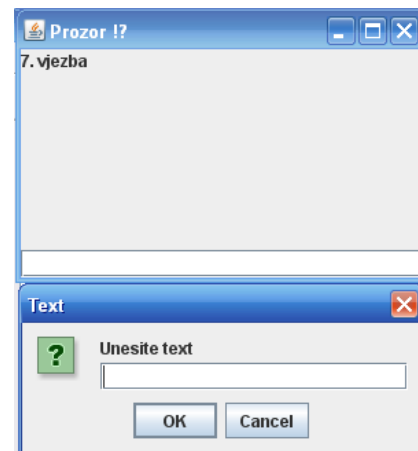 Prozor !?
7. vjezba
Text
Unesite text
OK Cancel